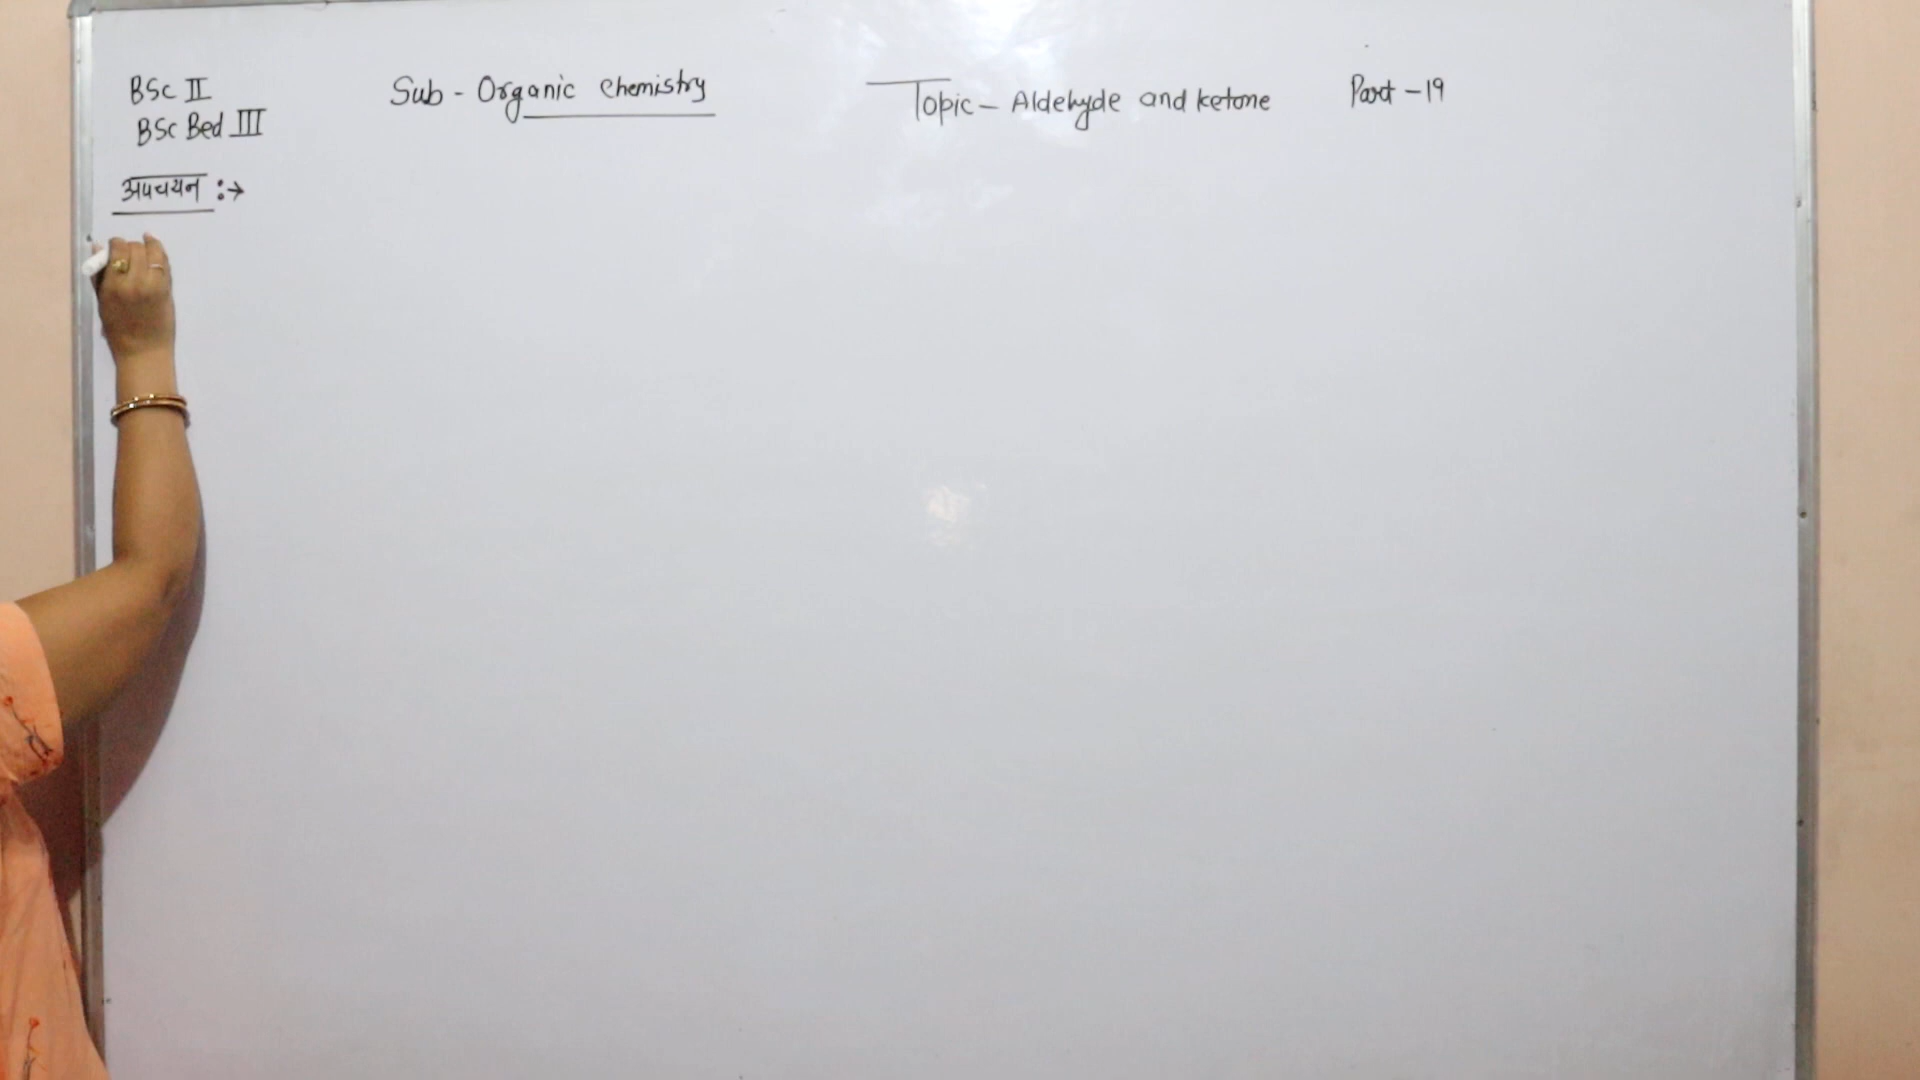 BSc II Sub - Organic Chemistry Topic - Aldehyde and ketone Part - 19
BSc Bed III
अपचयन :→